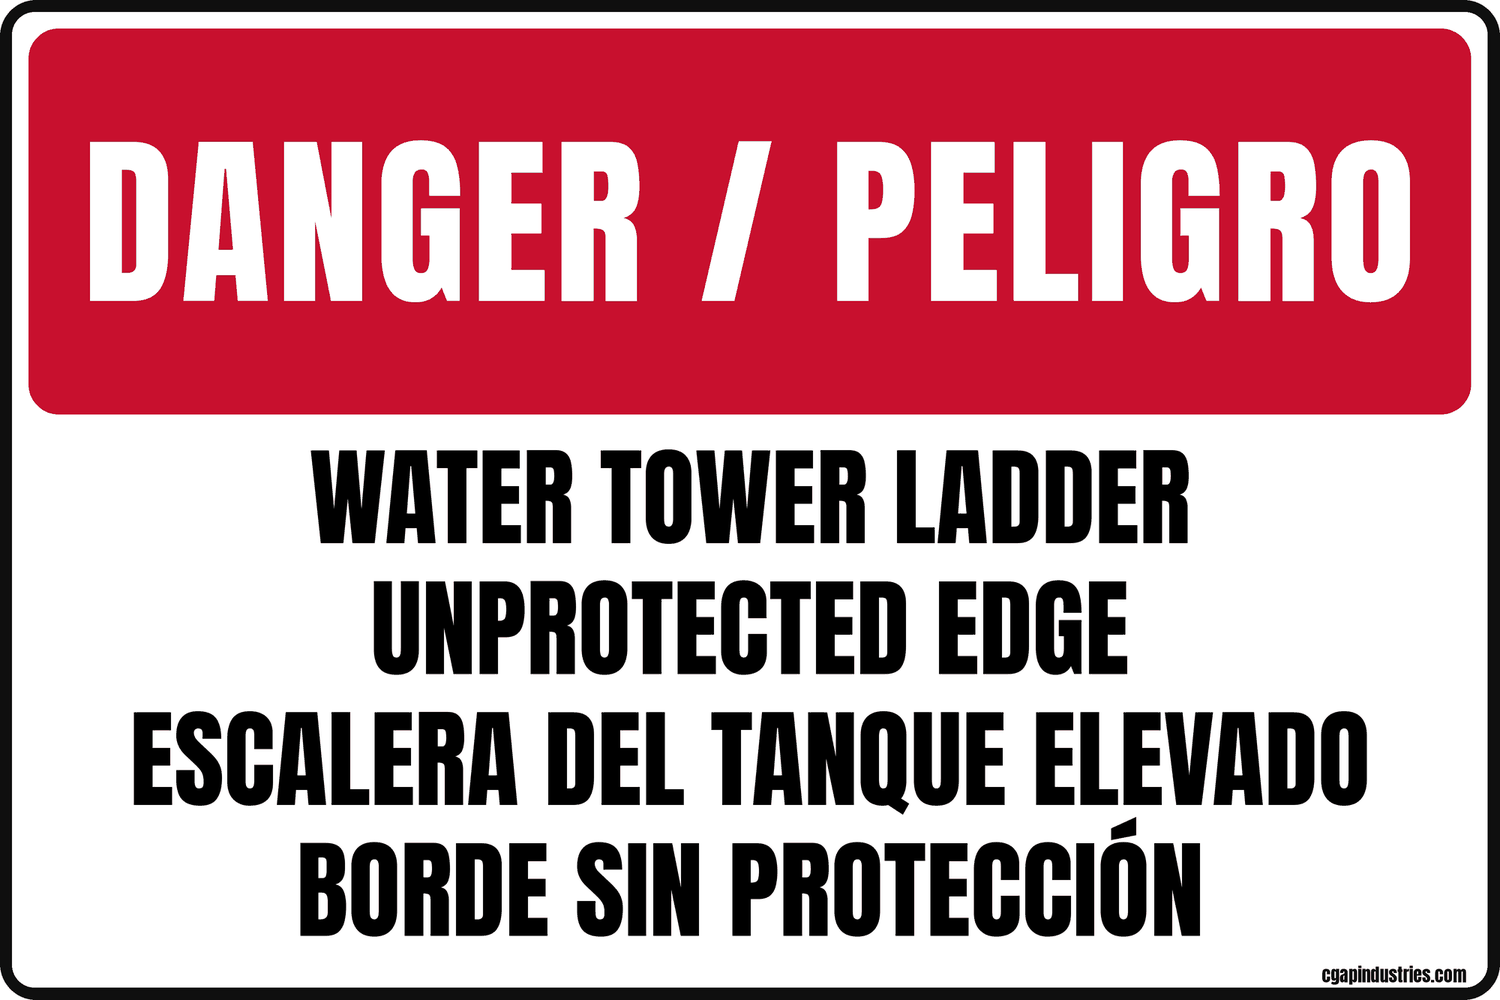 DANGER / PELIGRO
WATER TOWER LADDER
UNPROTECTED EDGE
ESCALERA DEL TANQUE ELEVADO
BORDE SIN PROTECCIÓN
cgapindustries.com